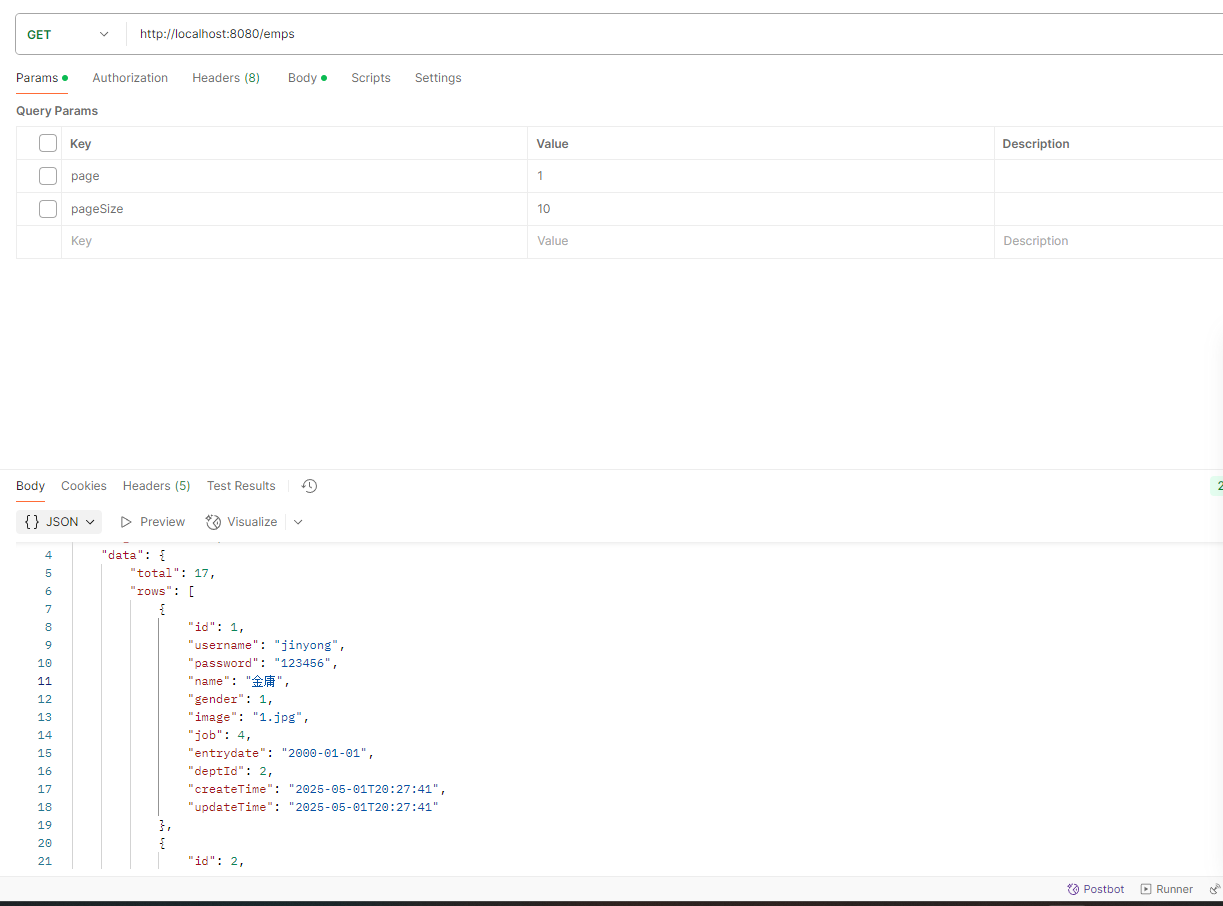 GET http://localhost:8080/emps
Params Authorization Headers (8) Body Scripts Settings
Query Params
Key Value Description
page 1
pageSize 10
Key Value Description
Body Cookies Headers (5) Test Results
{} JSON Preview Visualize
4 "data": {
5 "total": 17,
6 "rows": [
7 {
8 "id": 1,
9 "username": "jinyong",
10 "password": "123456",
11 "name": "金庸",
12 "gender": 1,
13 "image": "1.jpg",
14 "job": 4,
15 "entrydate": "2000-01-01",
16 "deptId": 2,
17 "createTime": "2025-05-01T20:27:41",
18 "updateTime": "2025-05-01T20:27:41"
19 },
20 {
21 "id": 2,
Postbot Runner